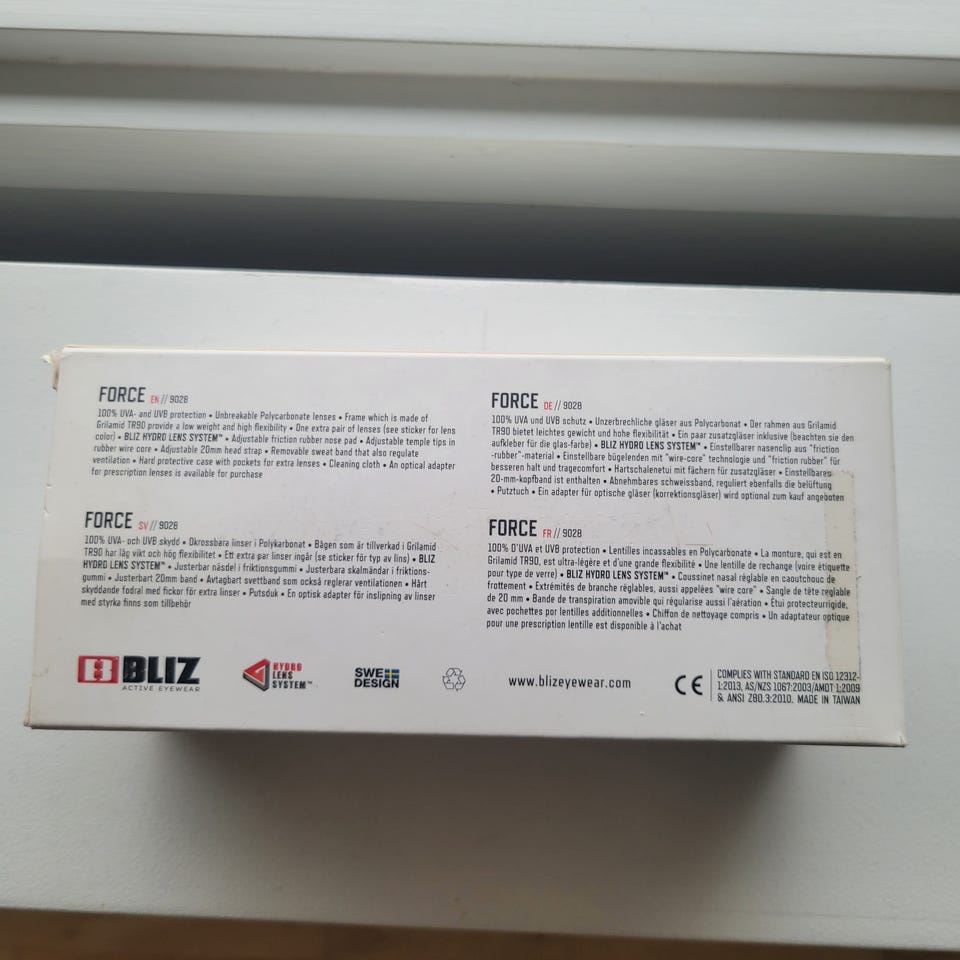 FORCE EN // 9028
100% UVA- and UVB protection • Unbreakable Polycarbonate lenses • Frame which is made of
Grilamid TR90 provide a low weight and high flexibility • One extra pair of lenses (see sticker for lens
color) • BLIZ HYDRO LENS SYSTEM™ • Adjustable friction rubber nose pad • Adjustable temple tips in
rubber wire core • Adjustable 20mm head strap • Removable sweat band that also regulate
ventilation • Hard protective case with pockets for extra lenses • Cleaning cloth • An optical adapter
for prescription lenses is available for purchase
FORCE SV // 9028
100% UVA- och UVB skydd • Okrossbara linser i Polykarbonat • Bågen som är tillverkad i Grilamid
TR90 har låg vikt och hög flexibilitet • Ett extra par linser ingår (se sticker för typ av lins) • BLIZ
HYDRO LENS SYSTEM™ • Justerbar näsdel i friktionsgummi • Justerbara skalmändar i friktions-
gummi • Justerbart 20mm band • Avtagbart svettband som också reglerar ventilationen • Hårt
skyddande fodral med fickor för extra linser • Putsduk • En optisk adapter för inslipning av linser
med styrka finns som tillbehör
FORCE DE // 9028
100% UVA und UVB schutz • Unzerbrechliche gläser aus Polycarbonat • Der rahmen aus Grilamid
TR90 bietet leichtes gewicht und hohe flexibilität • Ein paar zusatzgläser inklusive (beachten sie den
aufkleber für die glas-farbe) • BLIZ HYDRO LENS SYSTEM™ • Einstellbarer nasenclip aus "friction
-rubber"-material • Einstellbare bügelenden mit "wire-core" technologie und "friction rubber" für
besseren halt und tragecomfort • Hartschalenetui mit fächern für zusatzgläser • Einstellbares
20-mm-kopfband ist enthalten • Abnehmbares schweissband, reguliert ebenfalls die belüftung
• Putztuch • Ein adapter für optische gläser (korrektionsgläser) wird optional zum kauf angeboten
FORCE FR // 9028
100% D'UVA et UVB protection • Lentilles incassables en Polycarbonate • La monture, qui est en
Grilamid TR90, est ultra-légère et d'une grande flexibilité • Une lentille de rechange (voire étiquette
pour type de verre) • BLIZ HYDRO LENS SYSTEM™ • Coussinet nasal réglable en caoutchouc de
frottement • Extrémités de branche réglables, aussi appelées "wire core" • Sangle de tête reglable
de 20 mm • Bande de transpiration amovible qui régularise aussi l'aération • Étui protecteurrigide,
avec pochettes por lentilles additionnelles • Chiffon de nettoyage compris • Un adaptateur optique
pour une prescription lentille est disponible à l'achat
BLIZ
ACTIVE EYEWEAR
HYDRO
LENS
SYSTEM™
SWE
DESIGN
www.blizeyewear.com
CE
COMPLIES WITH STANDARD EN ISO 12312-
1:2013, AS/NZS 1067:2003/AMDT 1:2009
& ANSI Z80.3:2010. MADE IN TAIWAN